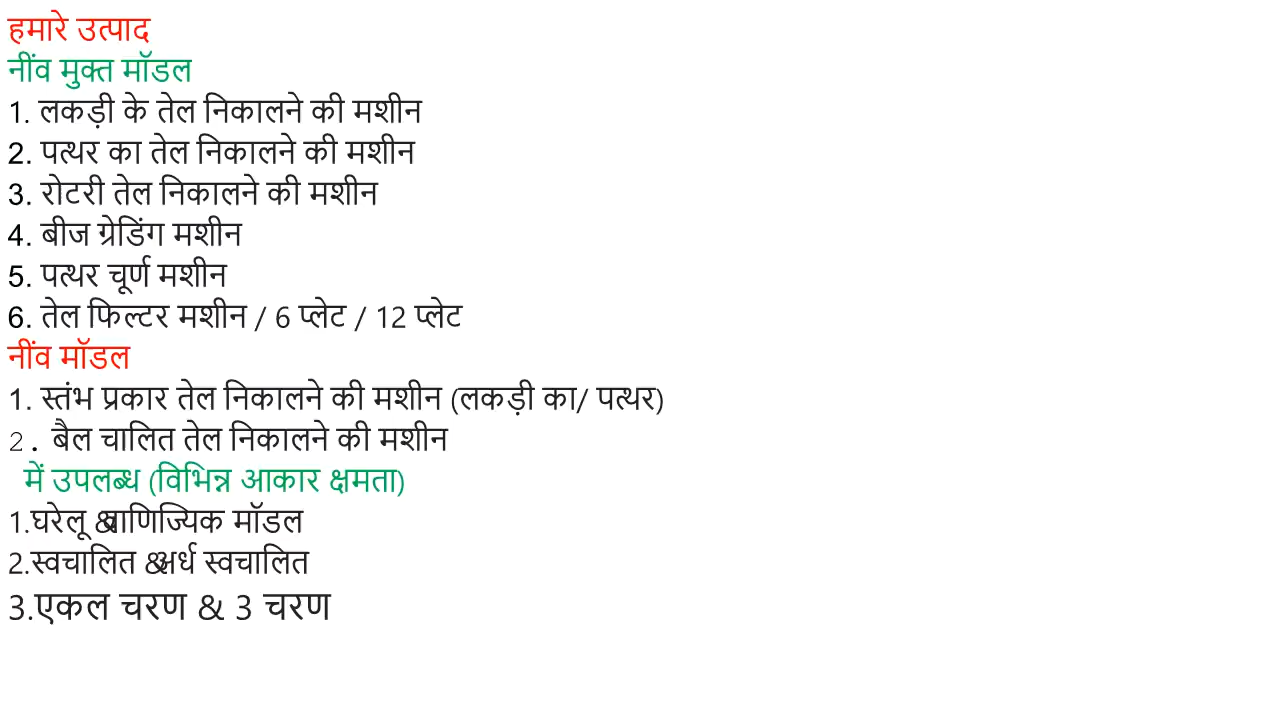 हमारे उत्पाद
नींव मुक्त मॉडल
1. लकड़ी के तेल निकालने की मशीन
2. पत्थर का तेल निकालने की मशीन
3. रोटरी तेल निकालने की मशीन
4. बीज ग्रेडिंग मशीन
5. पत्थर चूर्ण मशीन
6. तेल फिल्टर मशीन / 6 प्लेट / 12 प्लेट
नींव मॉडल
1. स्तंभ प्रकार तेल निकालने की मशीन (लकड़ी का/ पत्थर)
2. बैल चालित तेल निकालने की मशीन
में उपलब्ध (विभिन्न आकार क्षमता)
1.घरेलू &वाणिज्यिक मॉडल
2.स्वचालित &अर्ध स्वचालित
3.एकल चरण & 3 चरण